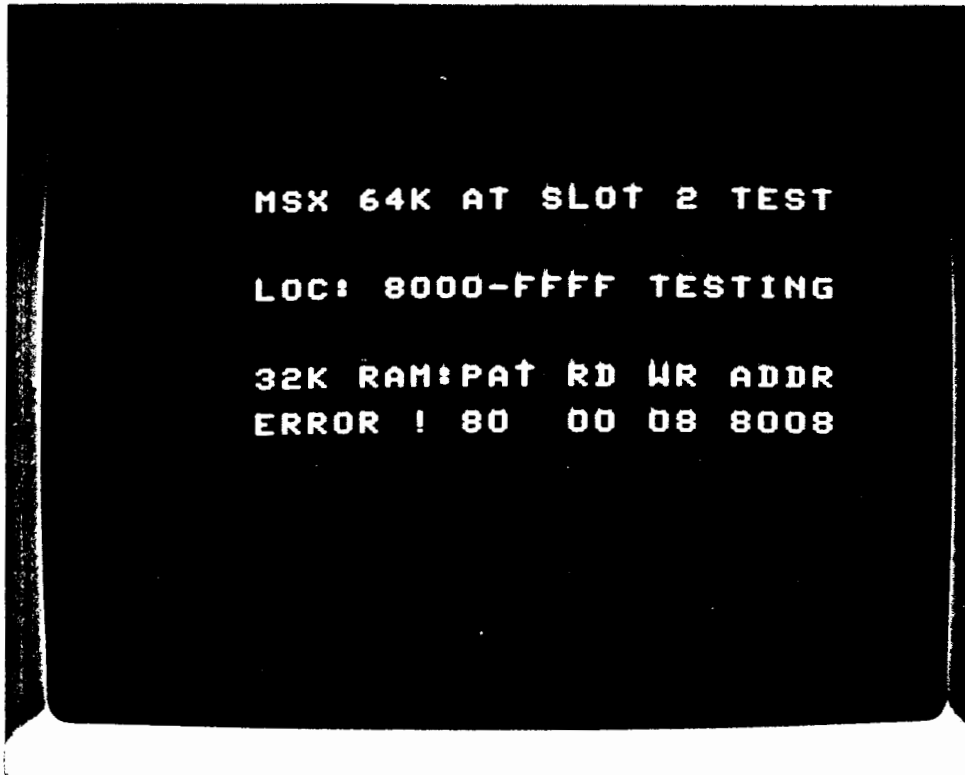 MSX 64K AT SLOT 2 TEST
LOC: 8000-FFFF TESTING
32K RAM:PAT RD WR ADDR
ERROR ! 80 00 08 8008